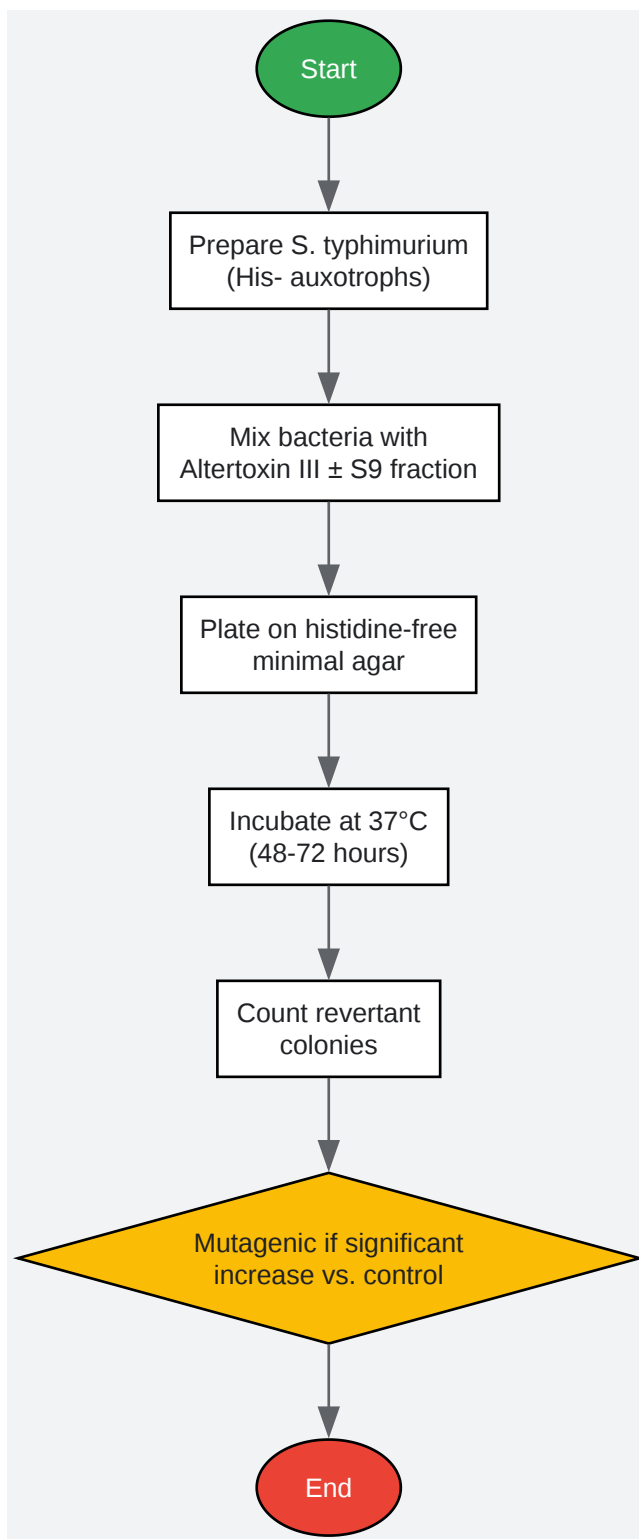 Start
Prepare S. typhimurium
(His- auxotrophs)
Mix bacteria with
Altertoxin III ± S9 fraction
Plate on histidine-free
minimal agar
Incubate at 37°C
(48-72 hours)
Count revertant
colonies
Mutagenic if significant
increase vs. control
End